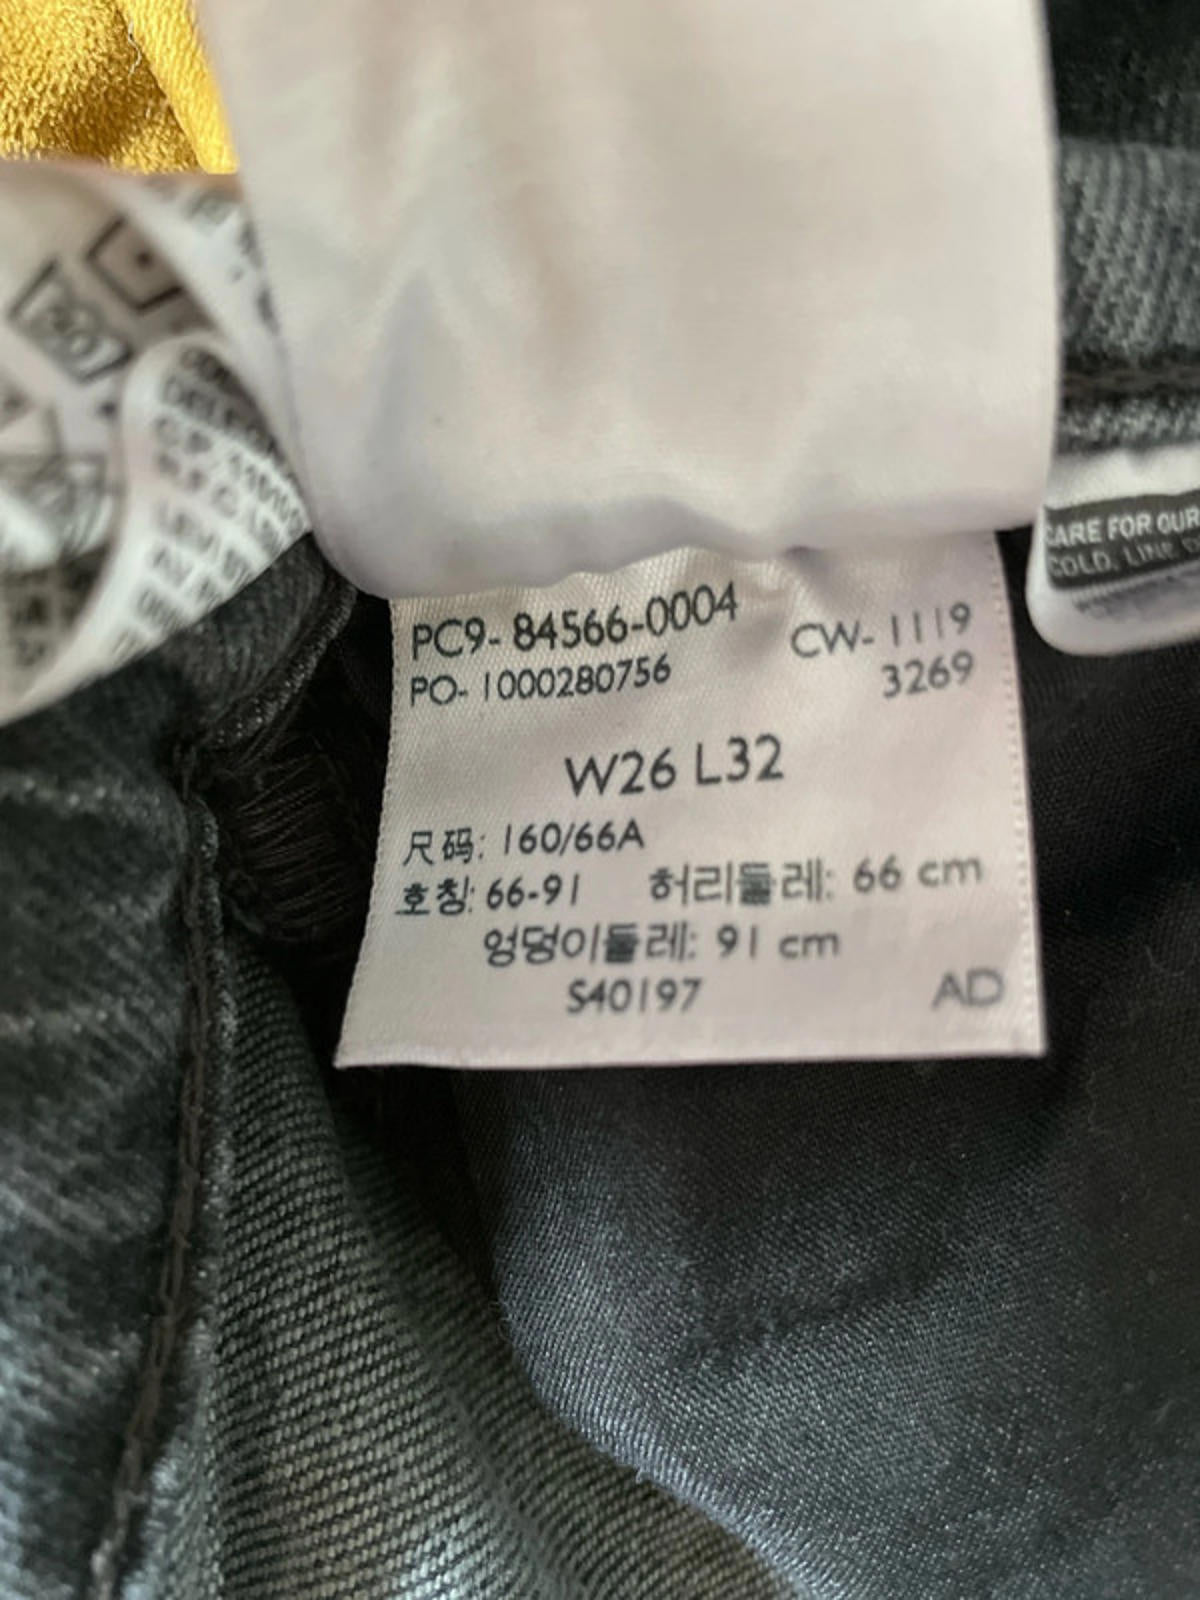 PC9- 84566-0004
CW- 1119
PO- 1000280756
3269
W26 L32
尺码: 160/66A
호칭: 66-91 허리둘레: 66 cm
엉덩이둘레: 91 cm
S40197
AD
CARE FOR OUR
COLD, LINE